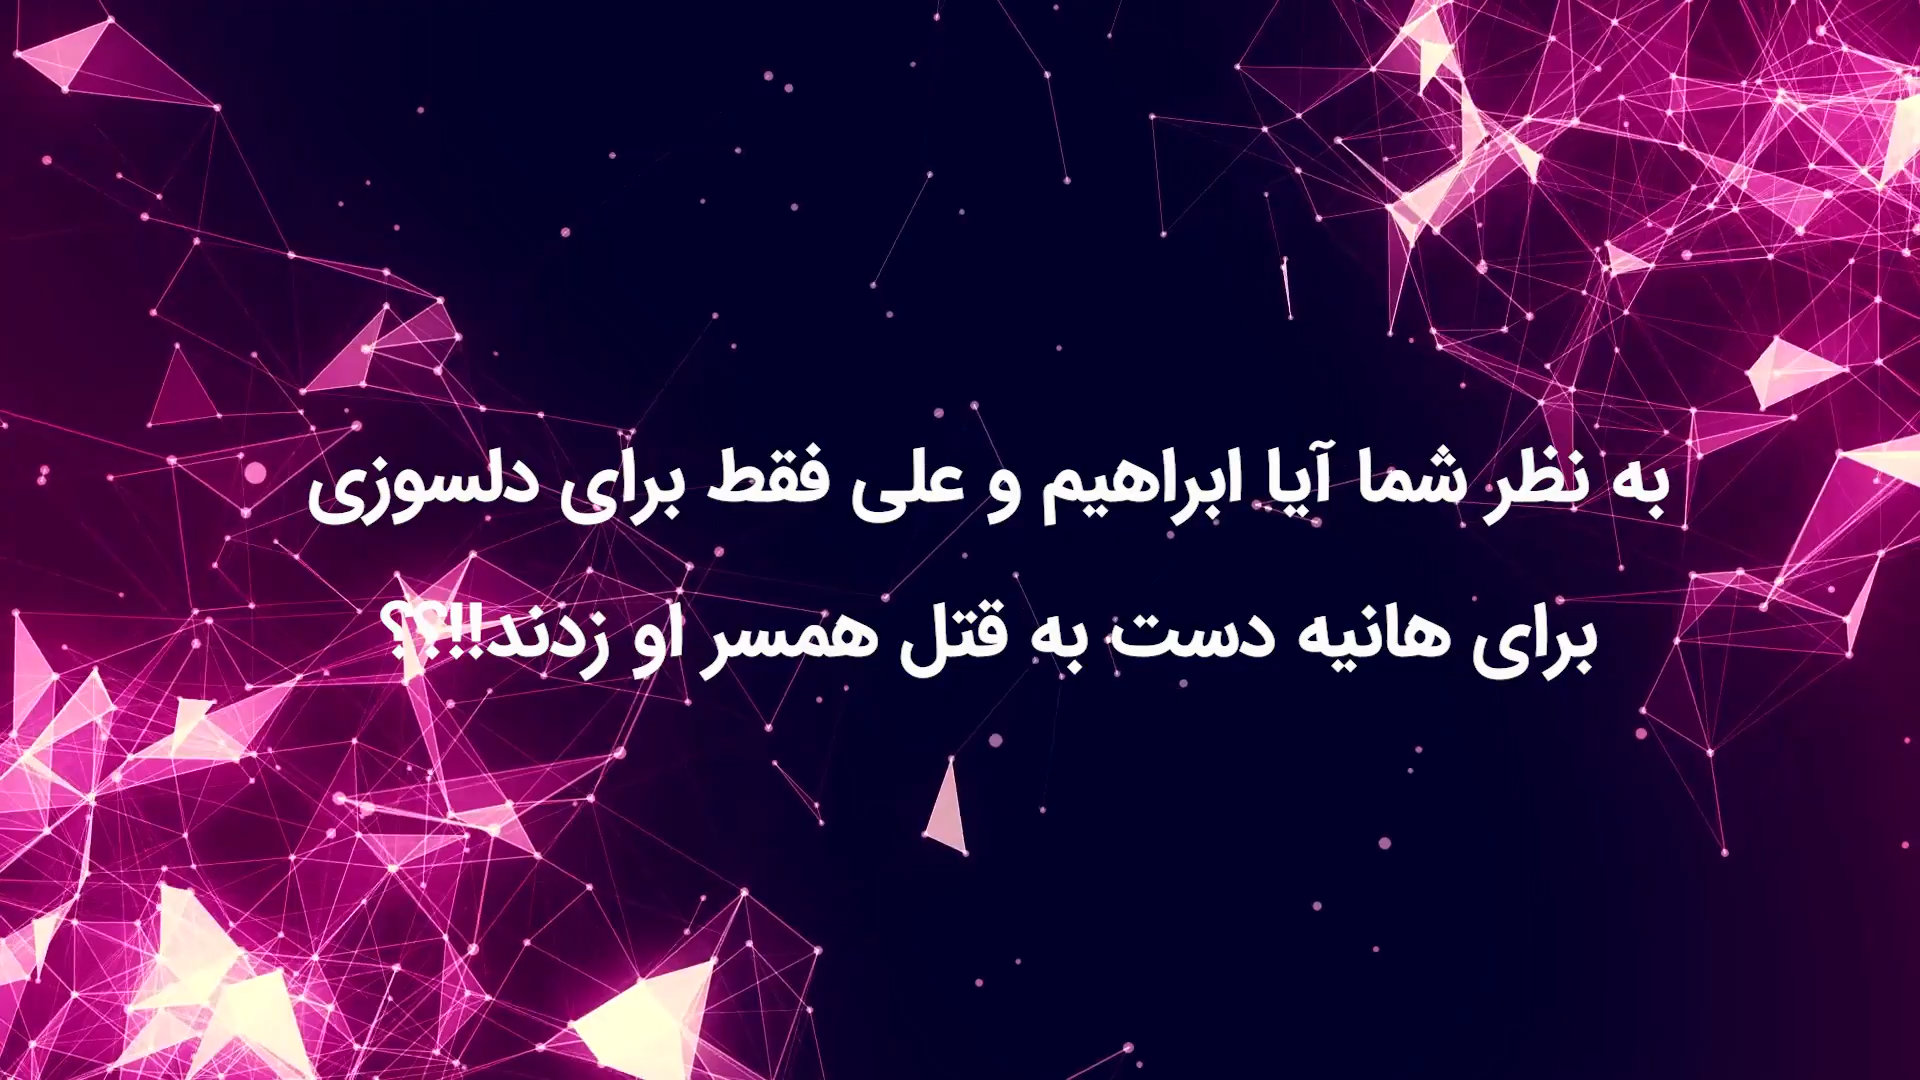 به نظر شما آیا ابراهیم و علی فقط برای دلسوزی
برای هانیه دست به قتل همسر او زدند!!؟؟